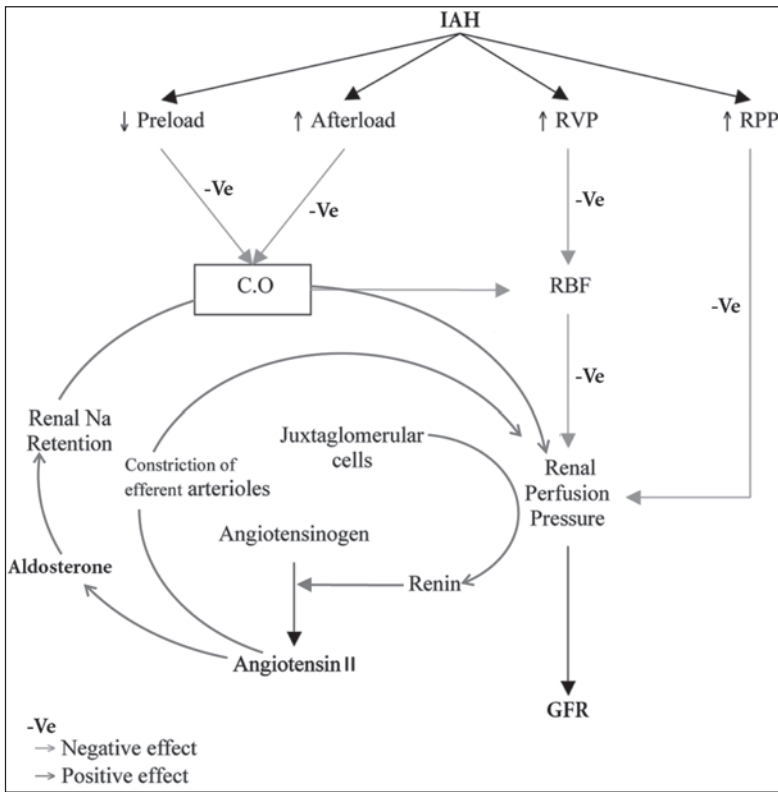 IAH
↓ Preload
↑ Afterload
↑ RVP
↑ RPP
-Ve
-Ve
-Ve
C.O
RBF
-Ve
-Ve
Renal Na
Retention
Constriction of
efferent arterioles
Juxtaglomerular
cells
Renal
Perfusion
Pressure
Angiotensinogen
Aldosterone
Renin
Angiotensin II
GFR
-Ve
→ Negative effect
→ Positive effect